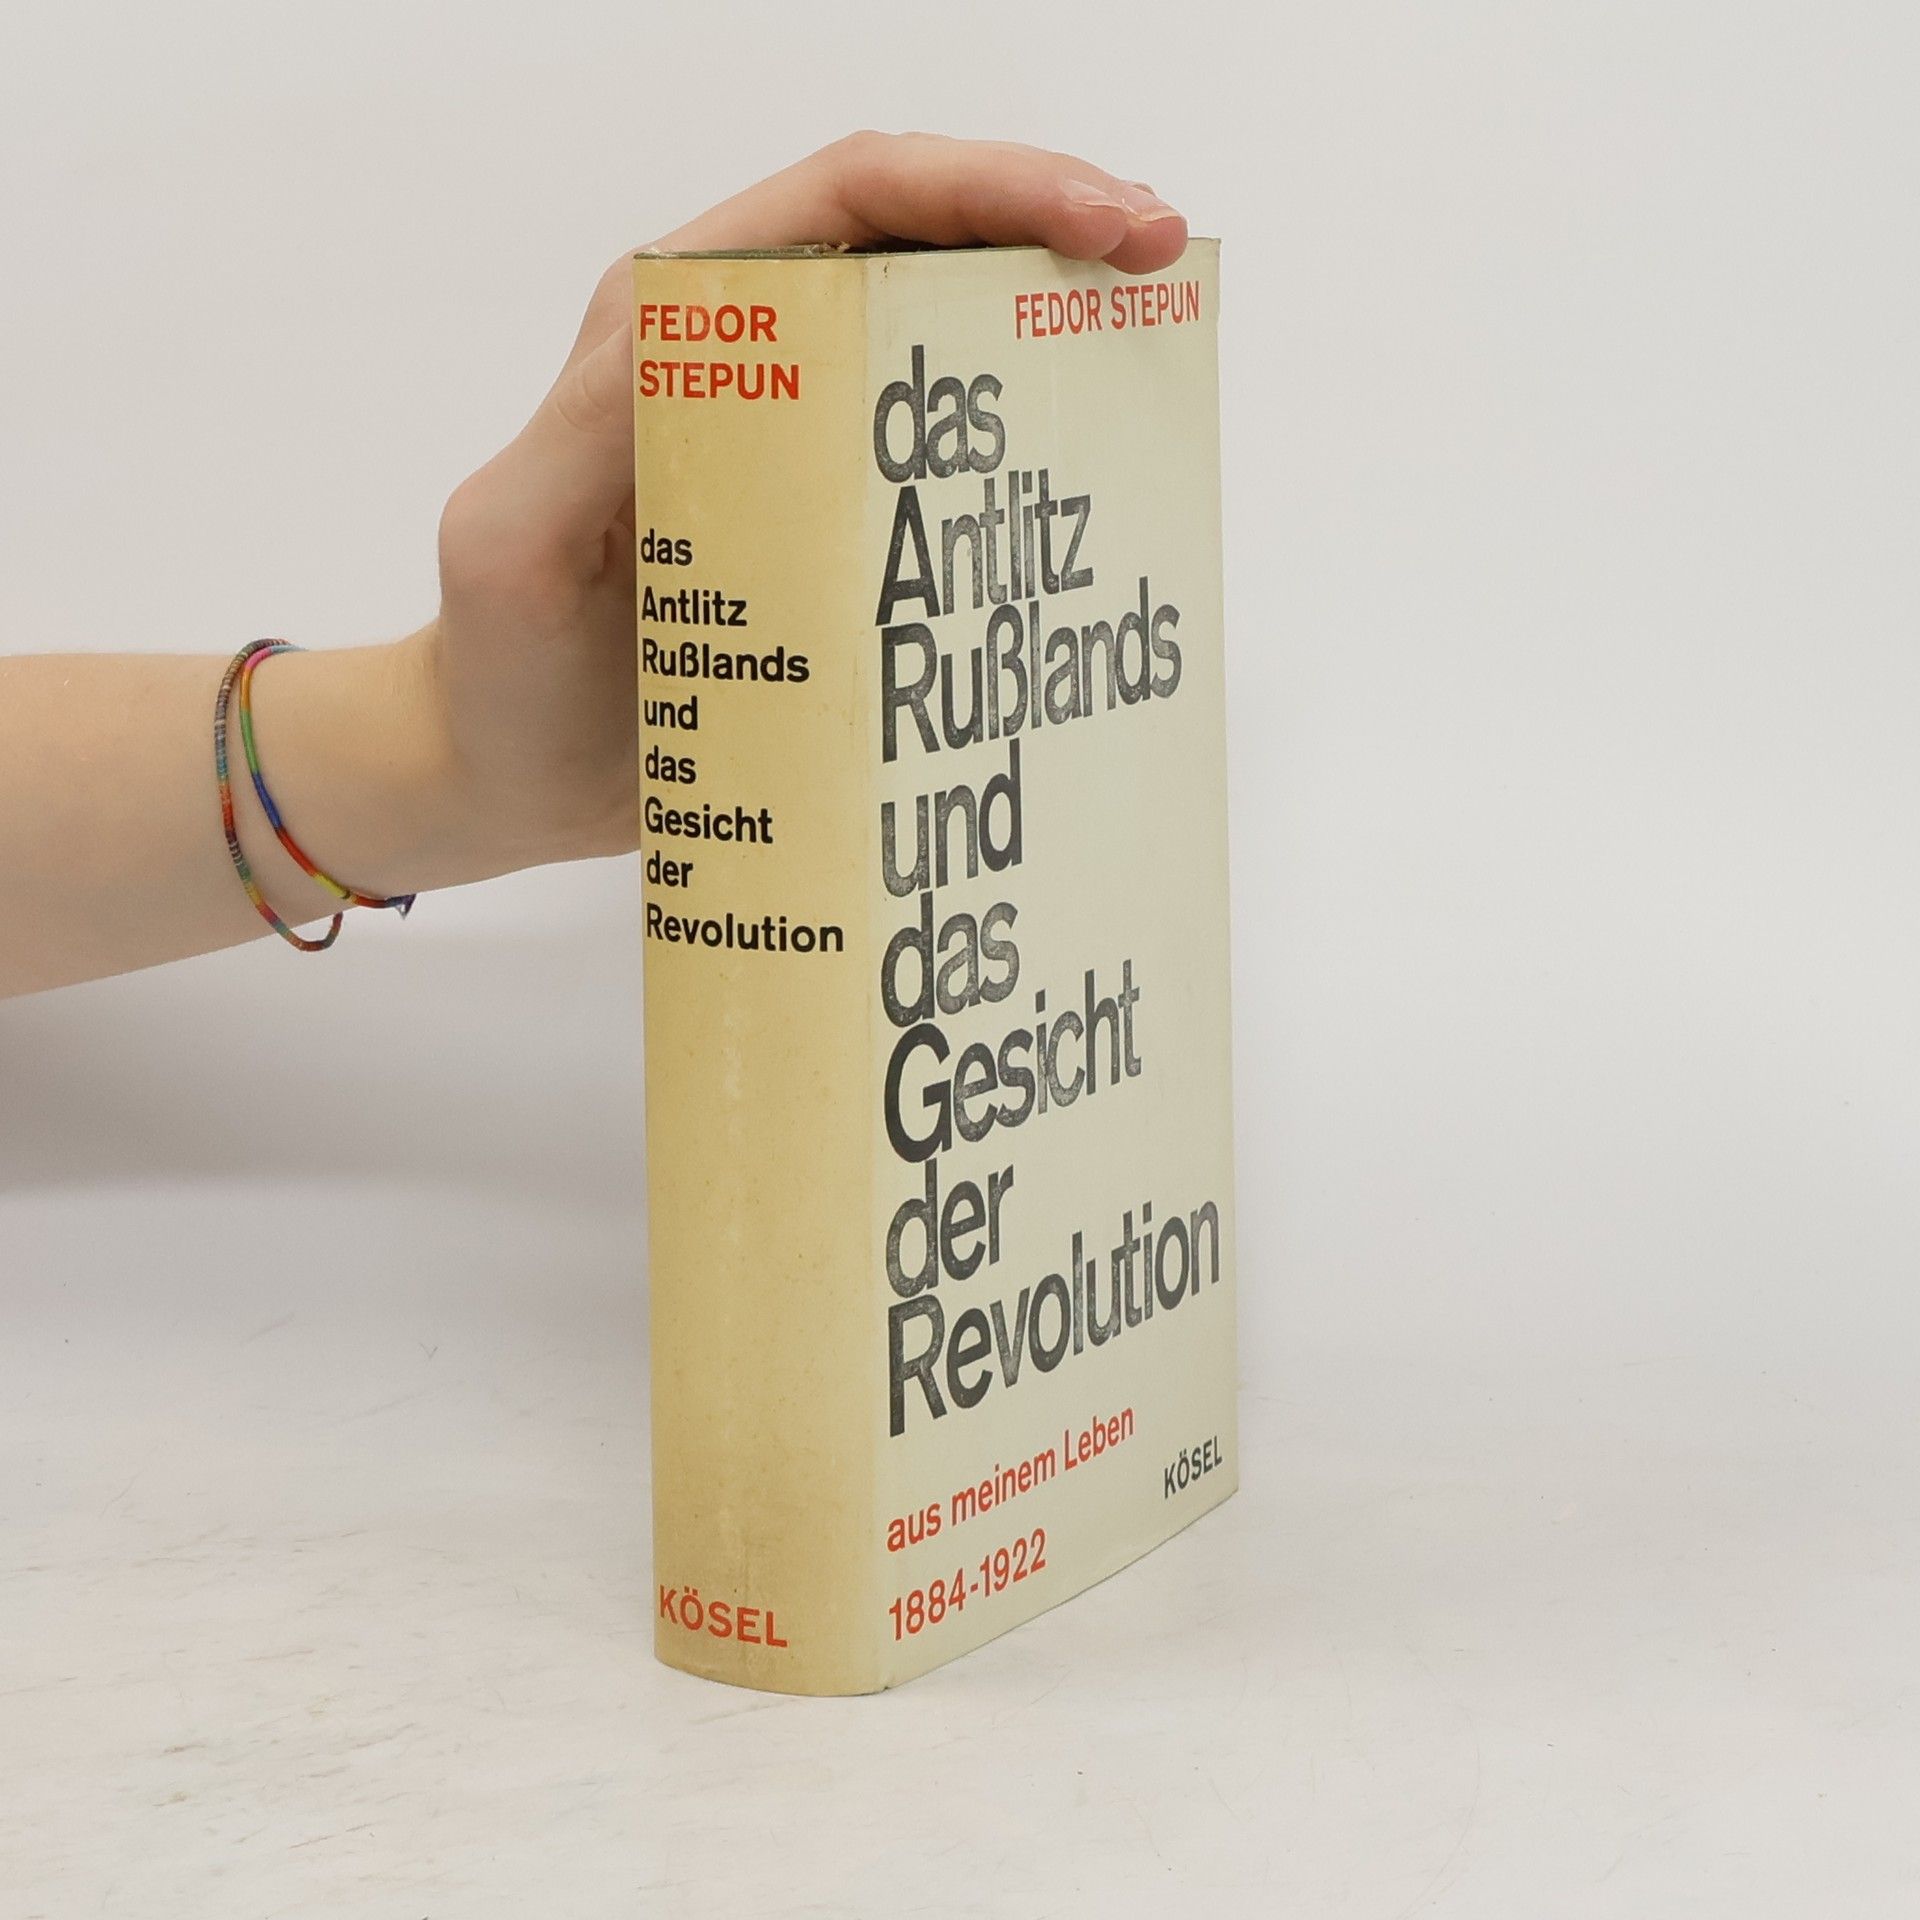 FEDOR
STEPUN
das
Antlitz
Rußlands
und
das
Gesicht
der
Revolution
KÖSEL
FEDOR STEPUN
das
Antlitz
Rußlands
und
das
Gesicht
der
Revolution
aus meinem Leben
1884-1922
KÖSEL